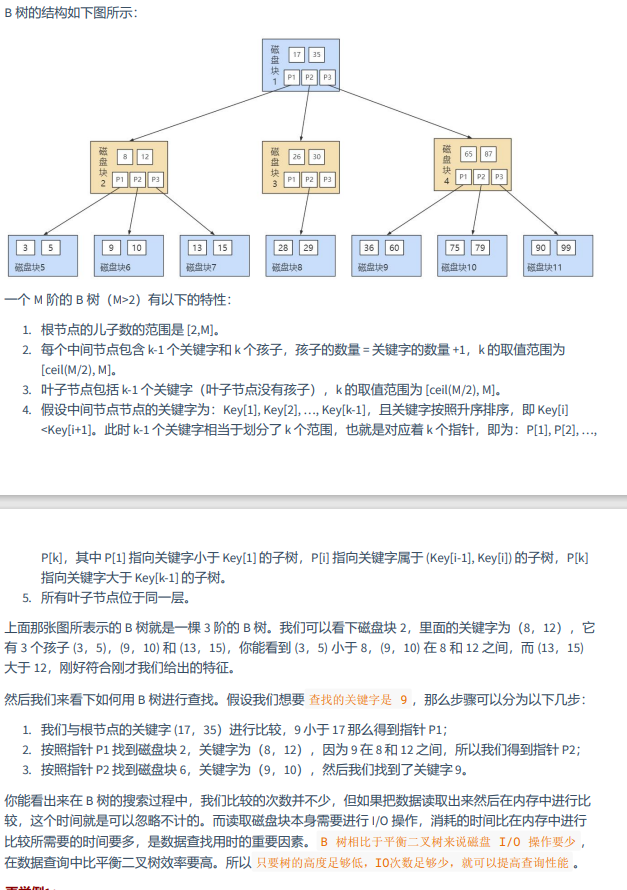 B 树的结构如下图所示：
磁盘块1
17 35
P1 P2 P3
磁盘块2
8 12
P1 P2 P3
磁盘块3
26 30
P1 P2 P3
磁盘块4
65 87
P1 P2 P3
3 5
磁盘块5
9 10
磁盘块6
13 15
磁盘块7
28 29
磁盘块8
36 60
磁盘块9
75 79
磁盘块10
90 99
磁盘块11
一个 M 阶的 B 树（M>2）有以下的特性：
1. 根节点的儿子数的范围是 [2,M]。
2. 每个中间节点包含 k-1 个关键字和 k 个孩子，孩子的数量 = 关键字的数量 +1，k 的取值范围为
[ceil(M/2), M]。
3. 叶子节点包括 k-1 个关键字（叶子节点没有孩子），k 的取值范围为 [ceil(M/2), M]。
4. 假设中间节点节点的关键字为：Key[1], Key[2], …, Key[k-1]，且关键字按照升序排序，即 Key[i]
<Key[i+1]。此时 k-1 个关键字相当于划分了 k 个范围，也就是对应着 k 个指针，即为：P[1], P[2], …,
P[k]，其中 P[1] 指向关键字小于 Key[1] 的子树，P[i] 指向关键字属于 (Key[i-1], Key[i]) 的子树，P[k]
指向关键字大于 Key[k-1] 的子树。
5. 所有叶子节点位于同一层。
上面那张图所表示的 B 树就是一棵 3 阶的 B 树。我们可以看下磁盘块 2，里面的关键字为（8，12），它
有 3 个孩子 (3，5)，(9，10) 和 (13，15)，你能看到 (3，5) 小于 8，(9，10) 在 8 和 12 之间，而 (13，15)
大于 12，刚好符合刚才我们给出的特征。
然后我们来看下如何用 B 树进行查找。假设我们想要 查找的关键字是 9 ，那么步骤可以分为以下几步：
1. 我们与根节点的关键字 (17，35）进行比较，9 小于 17 那么得到指针 P1；
2. 按照指针 P1 找到磁盘块 2，关键字为（8，12），因为 9 在 8 和 12 之间，所以我们得到指针 P2；
3. 按照指针 P2 找到磁盘块 6，关键字为（9，10），然后我们找到了关键字 9。
你能看出来在 B 树的搜索过程中，我们比较的次数并不少，但如果把数据读取出来然后在内存中进行比
较，这个时间就是可以忽略不计的。而读取磁盘块本身需要进行 I/O 操作，消耗的时间比在内存中进行
比较所需要的时间要多，是数据查找用时的重要因素。 B 树相比于平衡二叉树来说磁盘 I/O 操作要少 ，
在数据查询中比平衡二叉树效率要高。所以 只要树的高度足够低，IO次数足够少，就可以提高查询性能 。